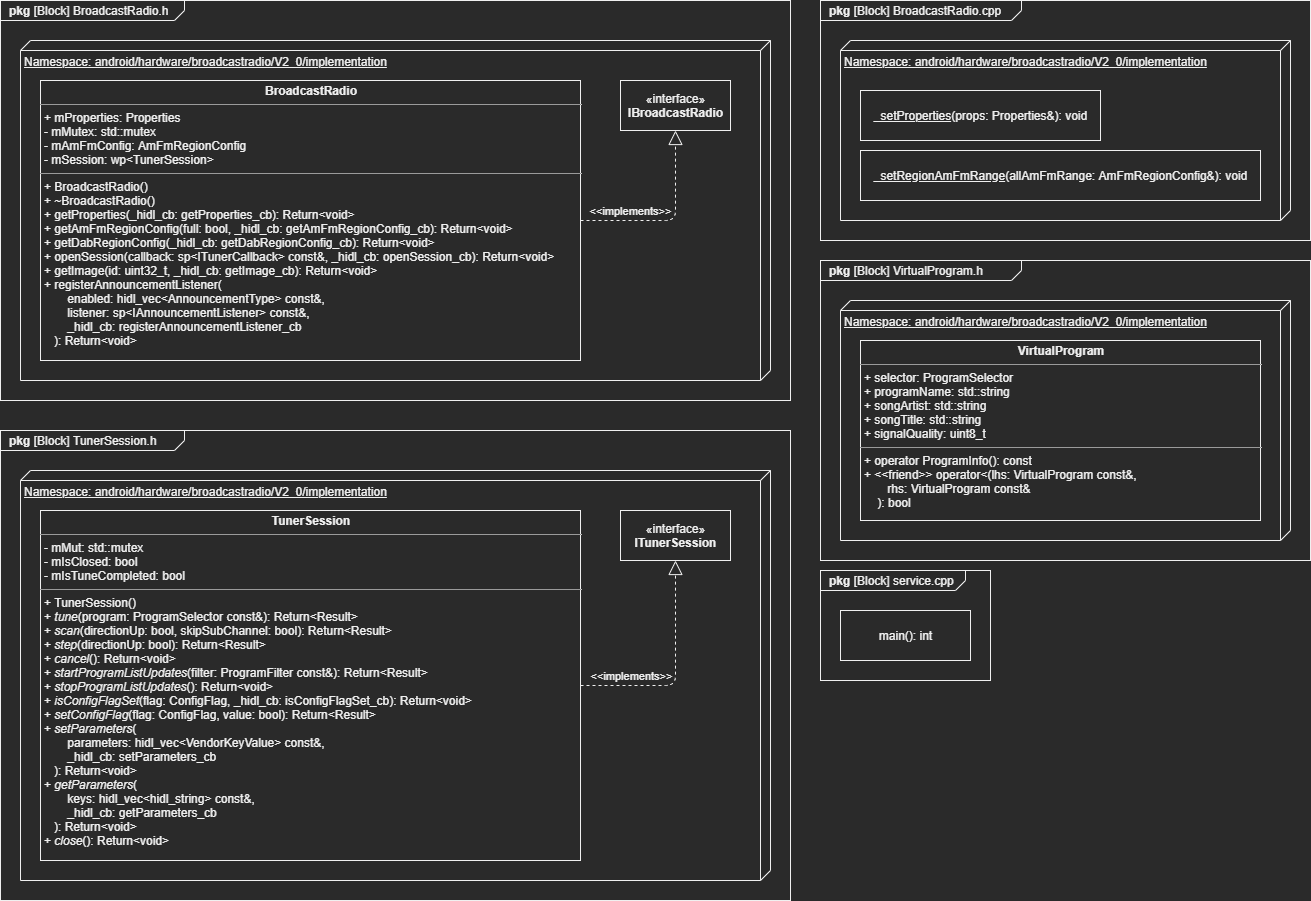 pkg [Block] BroadcastRadio.h
Namespace: android/hardware/broadcastradio/V2_0/implementation
BroadcastRadio
+ mProperties: Properties
- mMutex: std::mutex
- mAmFmConfig: AmFmRegionConfig
- mSession: wp<TunerSession>
+ BroadcastRadio()
+ ~BroadcastRadio()
+ getProperties(_hidl_cb: getProperties_cb): Return<void>
+ getAmFmRegionConfig(full: bool, _hidl_cb: getAmFmRegionConfig_cb): Return<void>
+ getDabRegionConfig(_hidl_cb: getDabRegionConfig_cb): Return<void>
+ openSession(callback: sp<ITunerCallback> const&, _hidl_cb: openSession_cb): Return<void>
+ getImage(id: uint32_t, _hidl_cb: getImage_cb): Return<void>
+ registerAnnouncementListener(
enabled: hidl_vec<AnnouncementType> const&,
listener: sp<IAnnouncementListener> const&,
_hidl_cb: registerAnnouncementListener_cb
): Return<void>
«interface»
IBroadcastRadio
<<implements>>
pkg [Block] BroadcastRadio.cpp
Namespace: android/hardware/broadcastradio/V2_0/implementation
_setProperties(props: Properties&): void
_setRegionAmFmRange(allAmFmRange: AmFmRegionConfig&): void
pkg [Block] VirtualProgram.h
Namespace: android/hardware/broadcastradio/V2_0/implementation
VirtualProgram
+ selector: ProgramSelector
+ programName: std::string
+ songArtist: std::string
+ songTitle: std::string
+ signalQuality: uint8_t
+ operator ProgramInfo(): const
+ <<friend>> operator<(lhs: VirtualProgram const&,
rhs: VirtualProgram const&
): bool
pkg [Block] TunerSession.h
Namespace: android/hardware/broadcastradio/V2_0/implementation
TunerSession
- mMut: std::mutex
- mIsClosed: bool
- mIsTuneCompleted: bool
+ TunerSession()
+ tune(program: ProgramSelector const&): Return<Result>
+ scan(directionUp: bool, skipSubChannel: bool): Return<Result>
+ step(directionUp: bool): Return<Result>
+ cancel(): Return<void>
+ startProgramListUpdates(filter: ProgramFilter const&): Return<Result>
+ stopProgramListUpdates(): Return<void>
+ isConfigFlagSet(flag: ConfigFlag, _hidl_cb: isConfigFlagSet_cb): Return<void>
+ setConfigFlag(flag: ConfigFlag, value: bool): Return<Result>
+ setParameters(
parameters: hidl_vec<VendorKeyValue> const&,
_hidl_cb: setParameters_cb
): Return<void>
+ getParameters(
keys: hidl_vec<hidl_string> const&,
_hidl_cb: getParameters_cb
): Return<void>
+ close(): Return<void>
«interface»
ITunerSession
<<implements>>
pkg [Block] service.cpp
main(): int